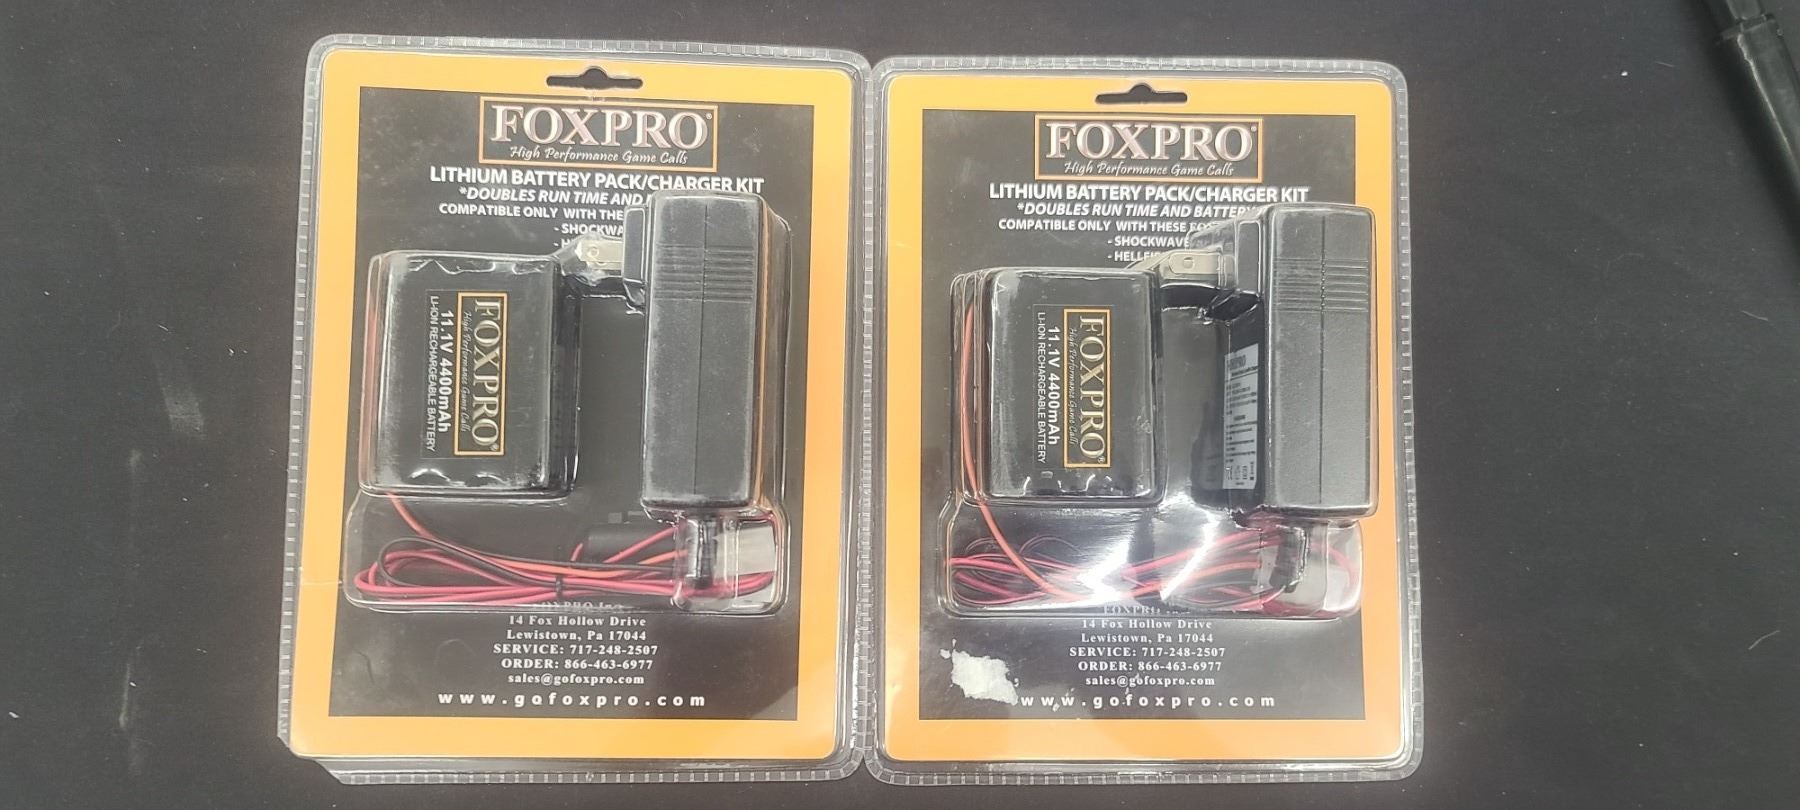 FOXPRO®
High Performance Game Calls
LITHIUM BATTERY PACK/CHARGER KIT
*DOUBLES RUN TIME AND
COMPATIBLE ONLY WITH THE
- SHOCKWA
FOXPRO®
High Performance Game Calls
11.1V 4400mAh
LI-ION RECHARGEABLE BATTERY
14 Fox Hollow Drive
Lewistown, Pa 17044
SERVICE: 717-248-2507
ORDER: 866-463-6977
sales@gofoxpro.com
www.gofoxpro.com
FOXPRO®
High Performance Game Calls
LITHIUM BATTERY PACK/CHARGER KIT
*DOUBLES RUN TIME AND BATTERY
COMPATIBLE ONLY WITH THESE
- SHOCKWAVE
- HELLFI
FOXPRO®
High Performance Game Calls
11.1V 4400mAh
LI-ION RECHARGEABLE BATTERY
FOXPRO
14 Fox Hollow Drive
Lewistown, Pa 17044
SERVICE: 717-248-2507
ORDER: 866-463-6977
sales@gofoxpro.com
www.gofoxpro.com